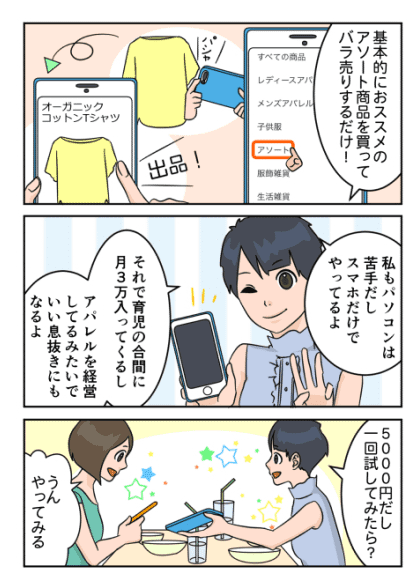 基本的におススメの
アソート商品を買って
バラ売りするだけ！
すべての商品
レディースアパ
メンズアパレル
子供服
アソート
服飾雑貨
生活雑貨
パシャ
オーガニック
コットンTシャツ
出品！
私もパソコンは
苦手だし
スマホだけで
やってるよ
それで育児の合間に
月３万入ってくるし
アパレルを経営
してるみたいで
いい息抜きにも
なるよ
５０００円だし
一回試してみたら？
うん
やってみる